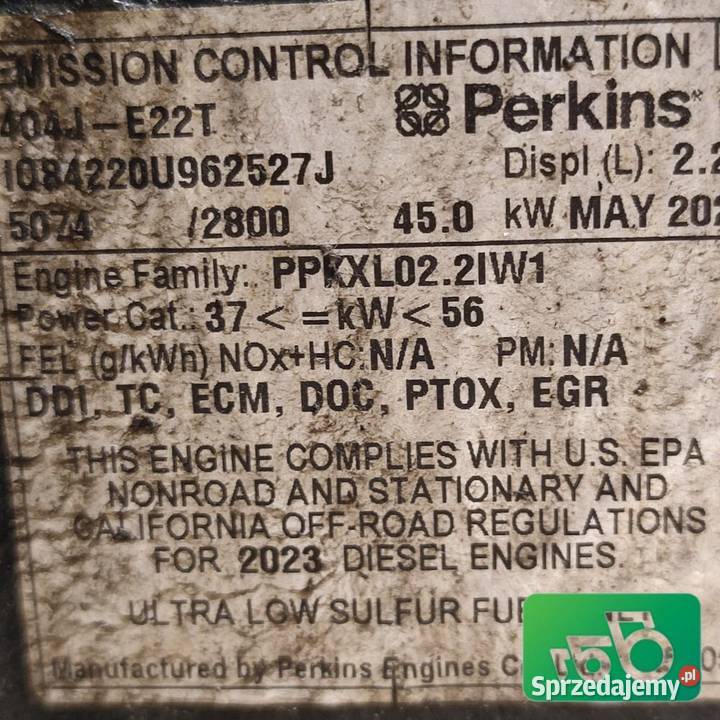 EMISSION CONTROL INFORMATION
404J-E22T
Perkins
U084220U962527J
Displ (L): 2.2
5074 /2800 45.0 kW MAY 202
Engine Family: PPKXL02.2IW1
Power Cat.: 37 < =kW < 56
FEL (g/kWh) NOx+HC:N/A PM:N/A
DDI, TC, ECM, DOC, PTOX, EGR
THIS ENGINE COMPLIES WITH U.S. EPA
NONROAD AND STATIONARY AND
CALIFORNIA OFF-ROAD REGULATIONS
FOR 2023 DIESEL ENGINES.
ULTRA LOW SULFUR FUE
Manufactured by Perkins Engines C
Sprzedajemy.pl